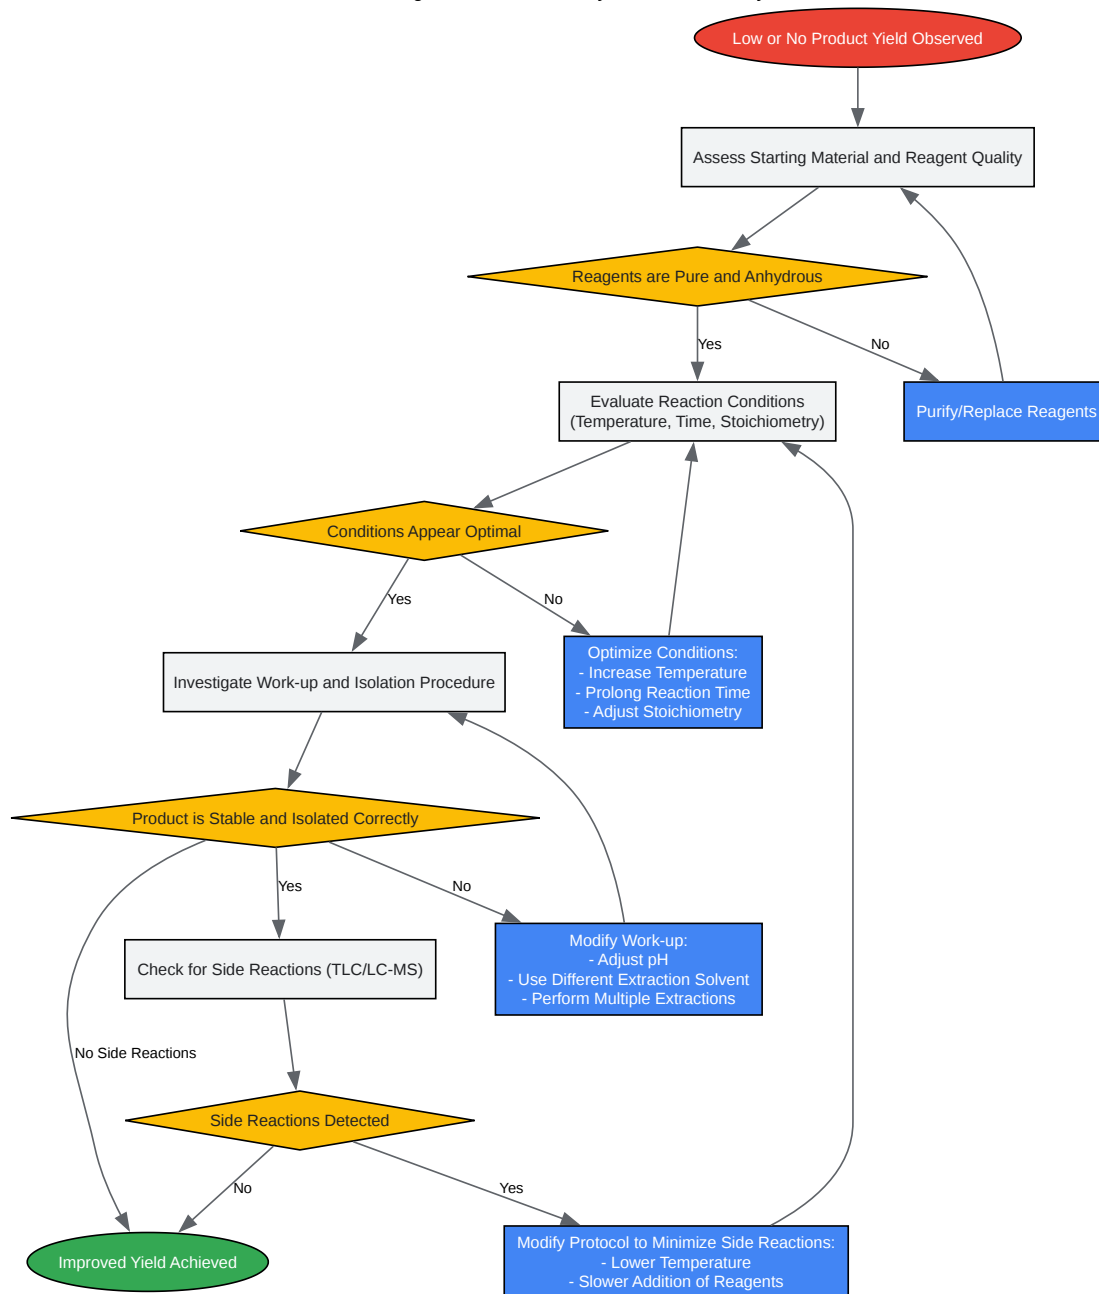 Low or No Product Yield Observed
Assess Starting Material and Reagent Quality
Reagents are Pure and Anhydrous
Yes
No
Evaluate Reaction Conditions
(Temperature, Time, Stoichiometry)
Purify/Replace Reagents
Conditions Appear Optimal
Yes
No
Optimize Conditions:
- Increase Temperature
- Prolong Reaction Time
- Adjust Stoichiometry
Investigate Work-up and Isolation Procedure
Product is Stable and Isolated Correctly
Yes
No
Check for Side Reactions (TLC/LC-MS)
Modify Work-up:
- Adjust pH
- Use Different Extraction Solvent
- Perform Multiple Extractions
No Side Reactions
Side Reactions Detected
No
Yes
Improved Yield Achieved
Modify Protocol to Minimize Side Reactions:
- Lower Temperature
- Slower Addition of Reagents